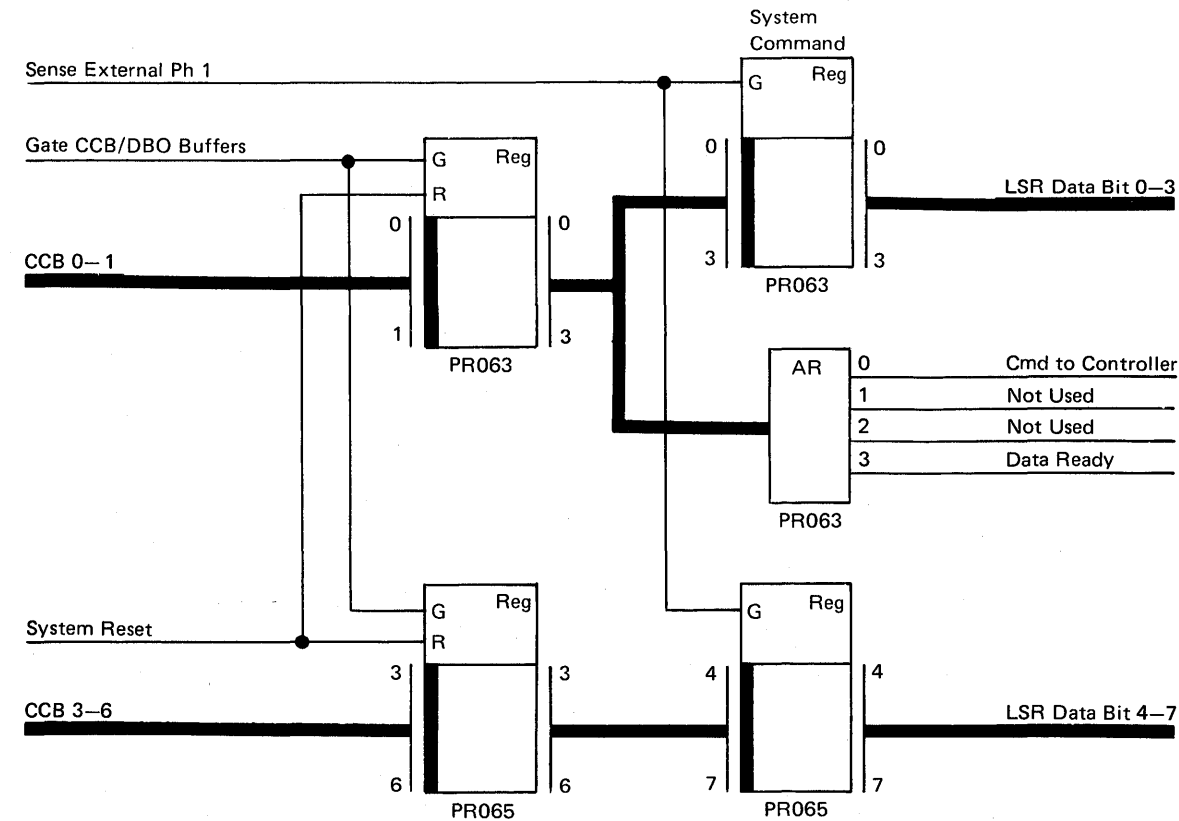 System
Command
Sense External Ph 1
G
Reg
Gate CCB/DBO Buffers
G
Reg
R
0
0
LSR Data Bit 0–3
0
0
CCB 0–1
3
3
PR063
1
3
PR063
AR
0
Cmd to Controller
1
Not Used
2
Not Used
3
Data Ready
PR063
G
Reg
G
Reg
System Reset
R
3
3
4
4
CCB 3–6
LSR Data Bit 4–7
6
6
7
7
PR065
PR065